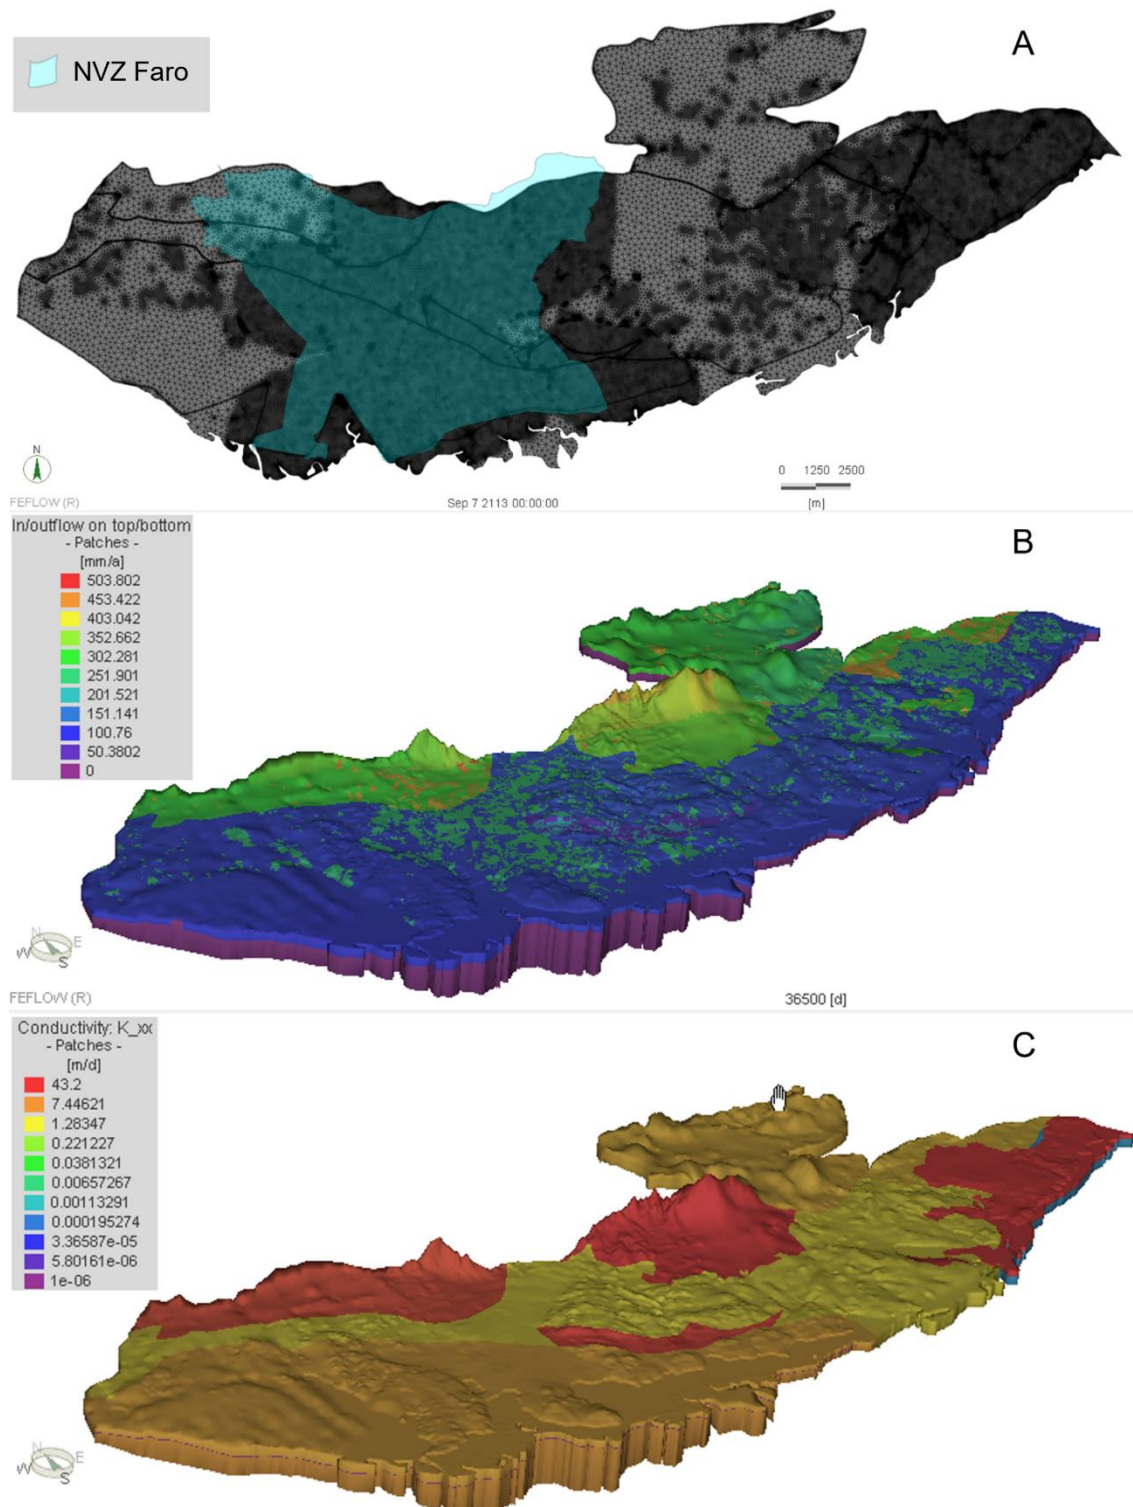 A
NVZ Faro
N
0 1250 2500
[m]
FEFLOW (R)
Sep 7 2113 00:00:00
In/outflow on top/bottom
- Patches -
[mm/a]
503.802
453.422
403.042
352.662
302.281
251.901
201.521
151.141
100.76
50.3802
0
B
N
E
W
S
FEFLOW (R)
36500 [d]
Conductivity: K_xx
- Patches -
[m/d]
43.2
7.44621
1.28347
0.221227
0.0381321
0.00657267
0.00113291
0.000195274
3.36587e-05
5.80161e-06
1e-06
C
N
E
W
S